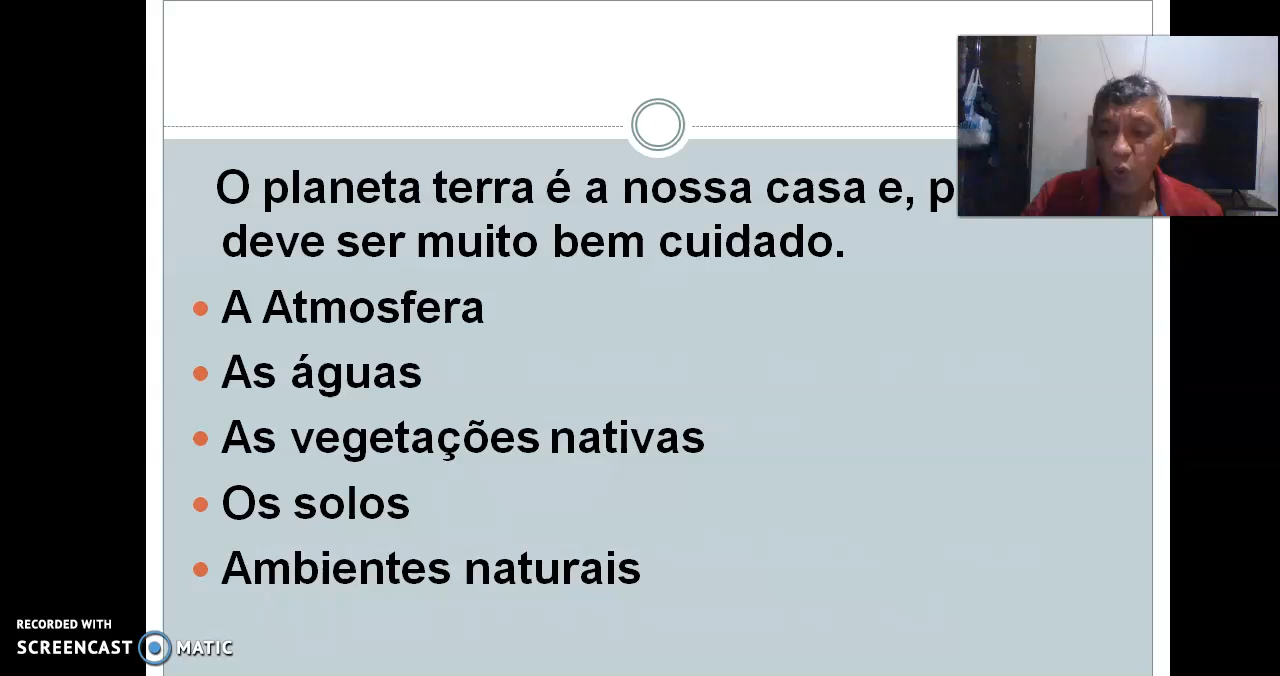 O planeta terra é a nossa casa e,
deve ser muito bem cuidado.
A Atmosfera
As águas
As vegetações nativas
Os solos
Ambientes naturais
RECORDED WITH
SCREENCAST MATIC